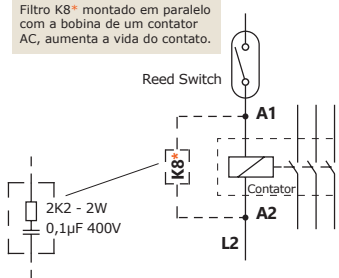 Filtro K8* montado em paralelo
com a bobina de um contator
AC, aumenta a vida do contato.
Reed Switch
A1
K8*
Contator
2K2 - 2W
0,1µF 400V
A2
L2